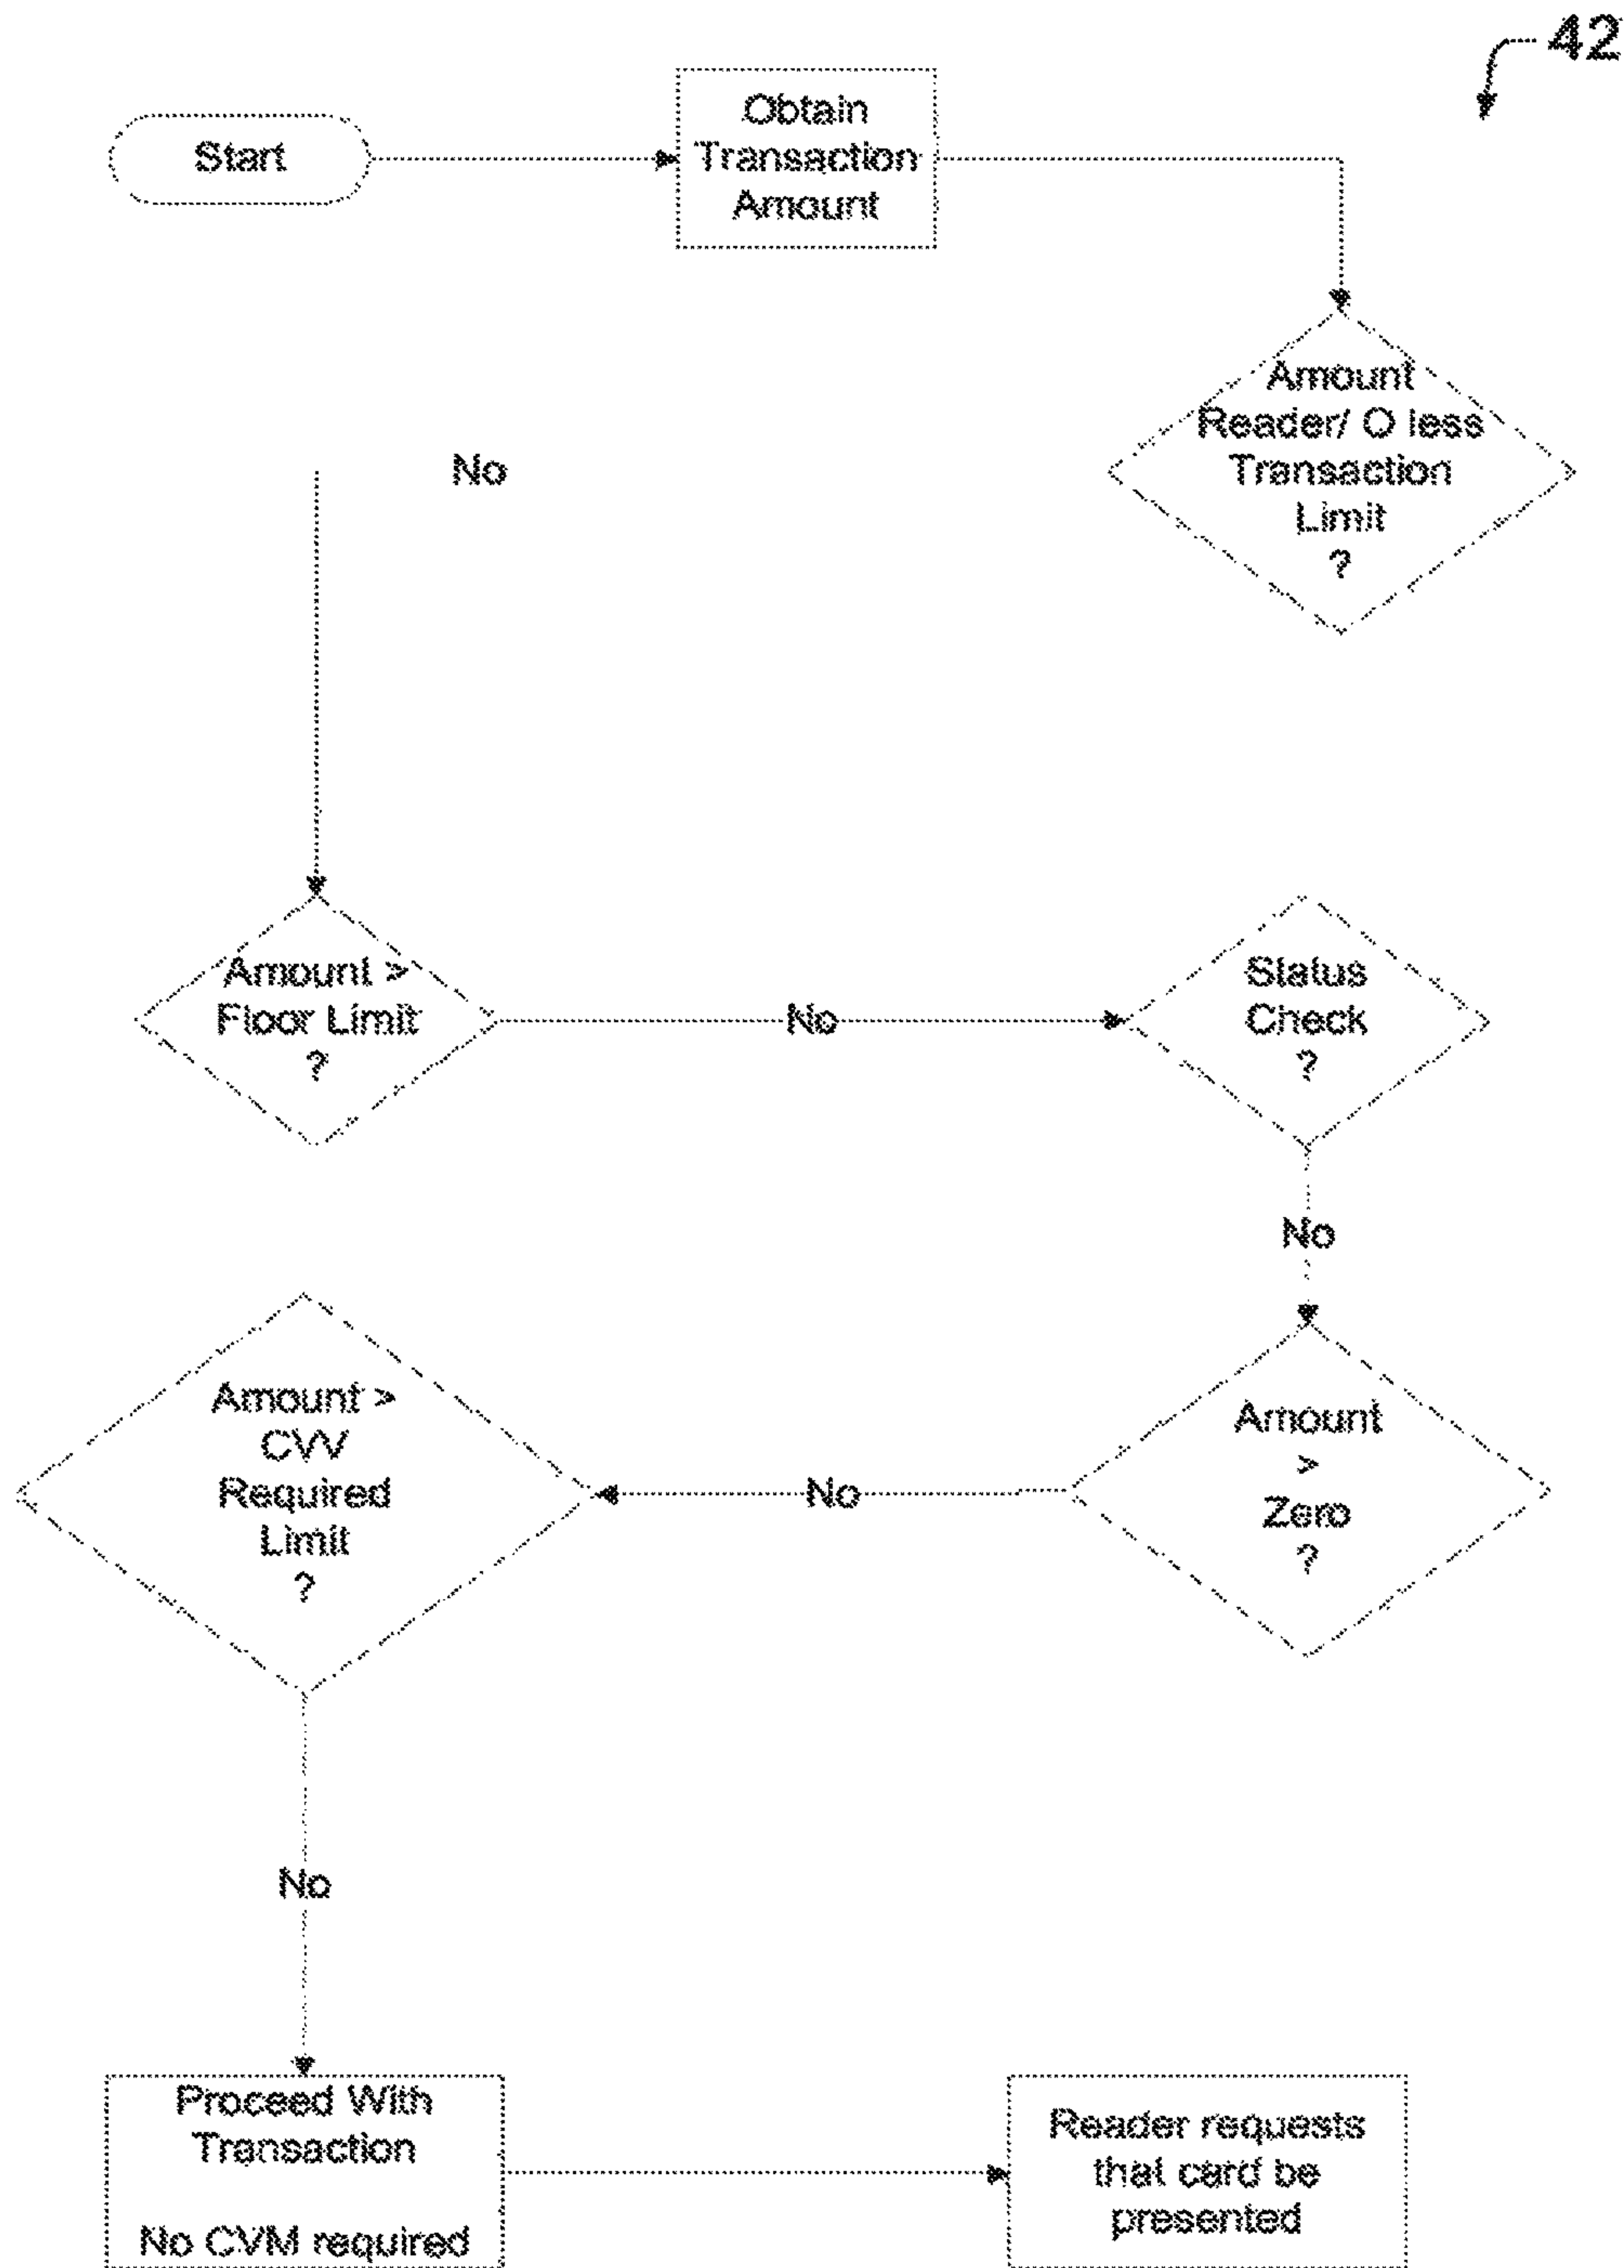 42
Start
Obtain
Transaction
Amount
Amount
Reader/ O less
Transaction
Limit
?
No
Amount >
Floor Limit
?
No
Status
Check
?
No
Amount >
CVV
Required
Limit
?
No
Amount
>
Zero
?
No
Proceed With
Transaction
No CVM required
Reader requests
that card be
presented